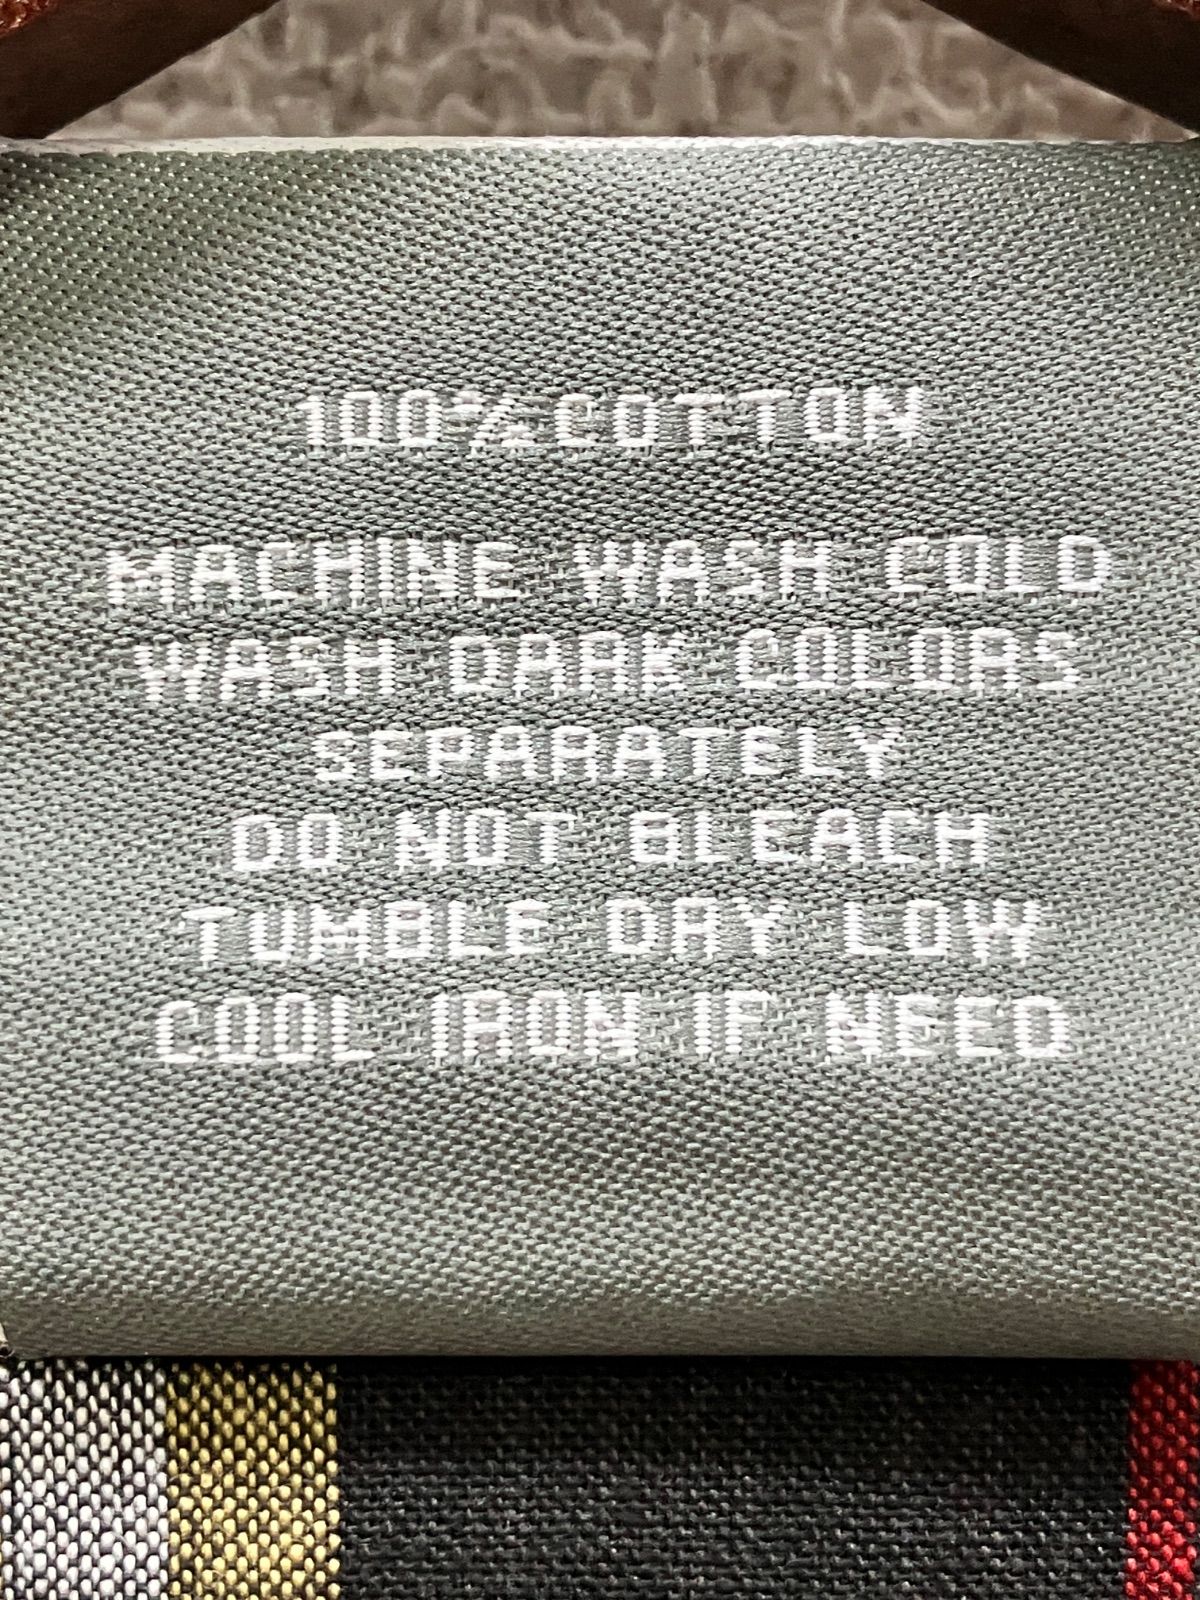 100% COTTON
MACHINE WASH COLD
WASH DARK COLORS
SEPARATELY
DO NOT BLEACH
TUMBLE DRY LOW
COOL IRON IF NEED